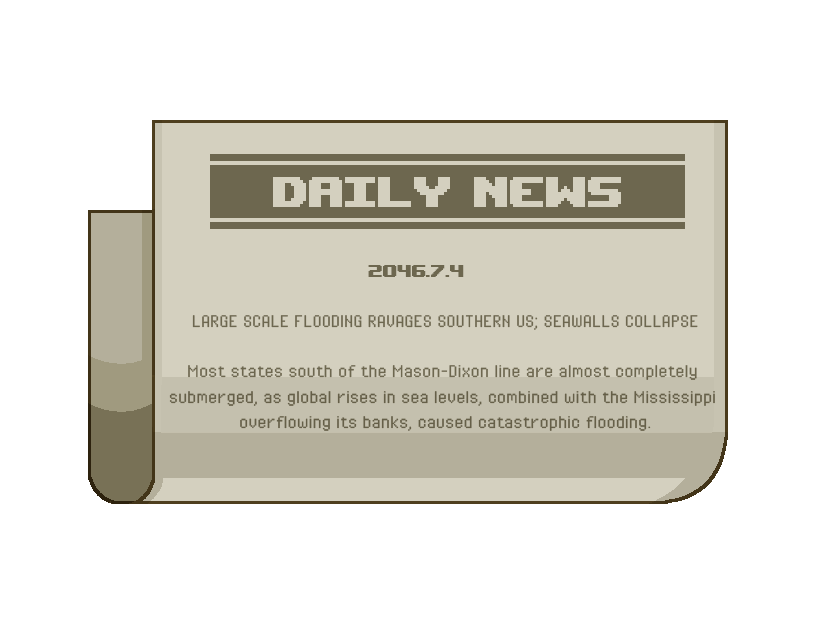 DAILY NEWS
2046.7.4
LARGE SCALE FLOODING RAVAGES SOUTHERN US; SEAWALLS COLLAPSE
Most states south of the Mason-Dixon line are almost completely
submerged, as global rises in sea levels, combined with the Mississippi
overflowing its banks, caused catastrophic flooding.